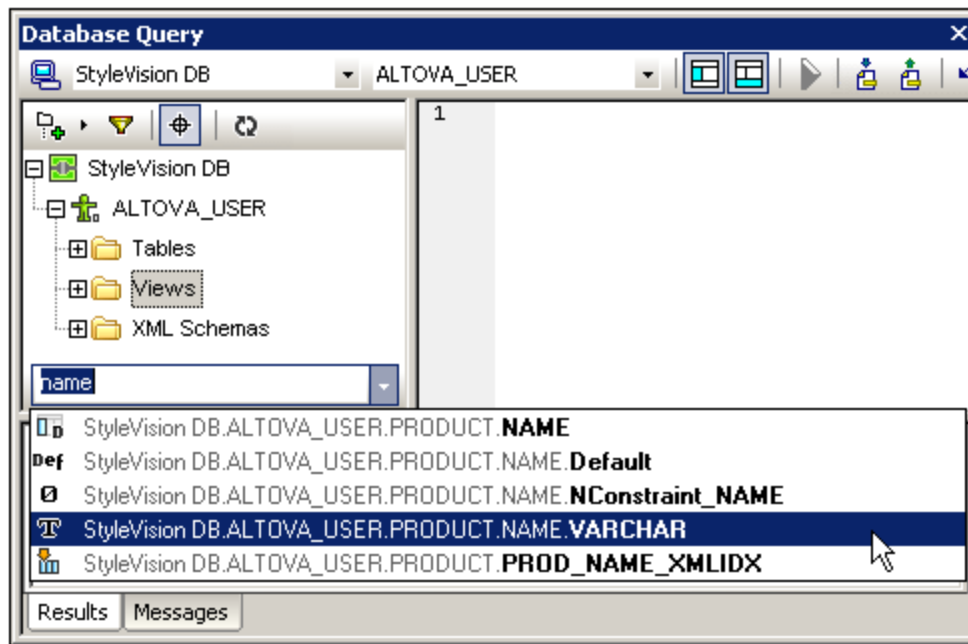 Database Query
StyleVision DB ALTOVA_USER
1
StyleVision DB
ALTOVA_USER
Tables
Views
XML Schemas
name
StyleVision DB.ALTOVA_USER.PRODUCT.NAME
Def StyleVision DB.ALTOVA_USER.PRODUCT.NAME.Default
StyleVision DB.ALTOVA_USER.PRODUCT.NAME.NConstraint_NAME
StyleVision DB.ALTOVA_USER.PRODUCT.NAME.VARCHAR
StyleVision DB.ALTOVA_USER.PRODUCT.PROD_NAME_XMLIDX
Results Messages